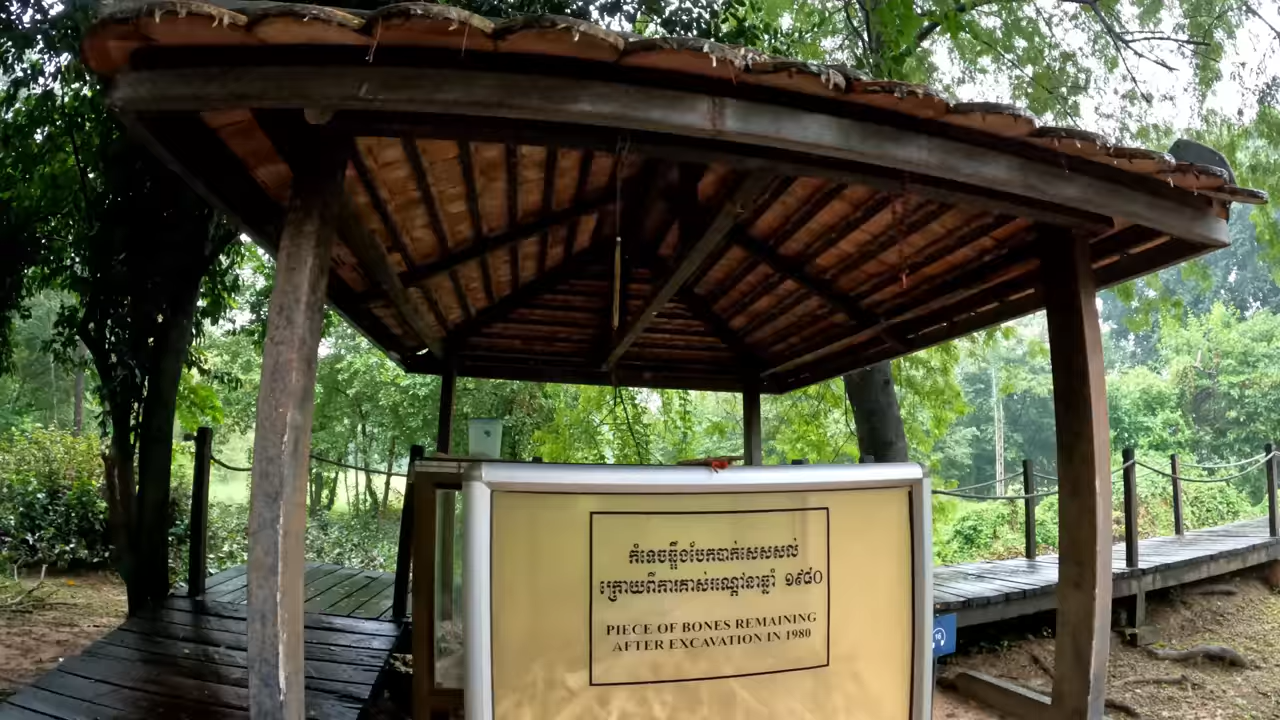 កំទេចឆ្អឹងបែកបាក់សេសសល់
ក្រោយពីការគាស់រណ្តៅនាឆ្នាំ ១៩៨០
PIECE OF BONES REMAINING
AFTER EXCAVATION IN 1980
16